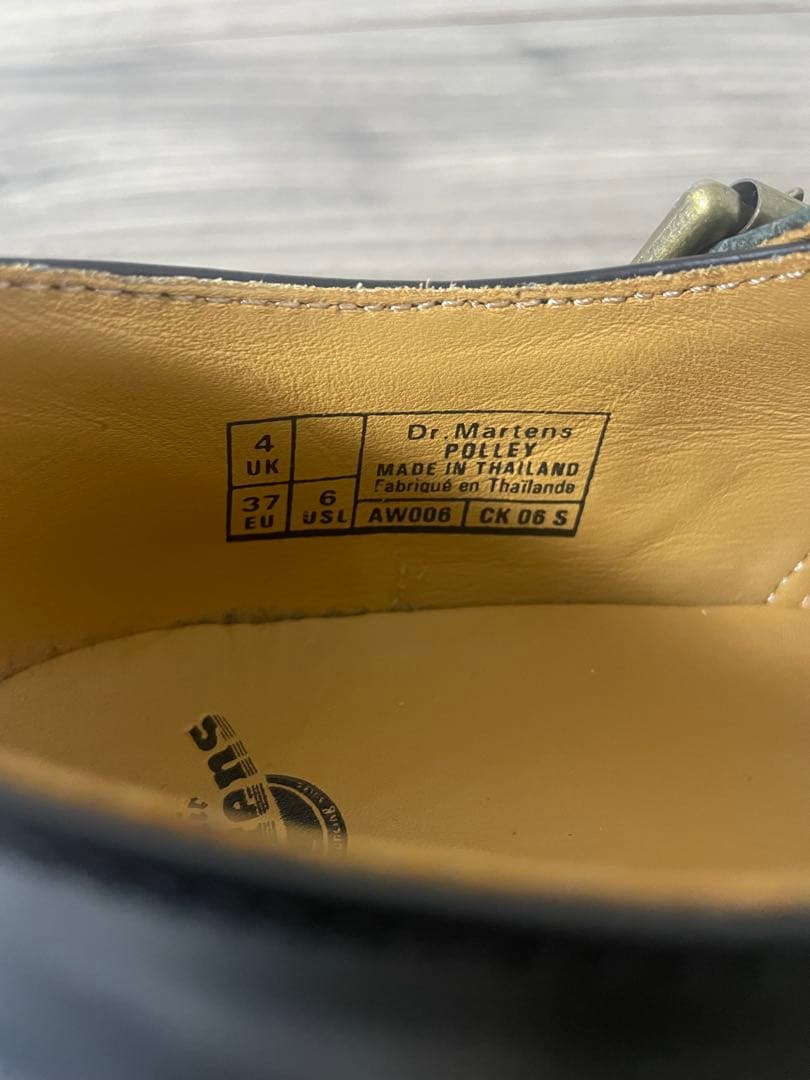 4
UK
37
EU
6
USL
Dr. Martens
POLLEY
MADE IN THAILAND
Fabriqué en Thaïlande
AW006
CK 06 S